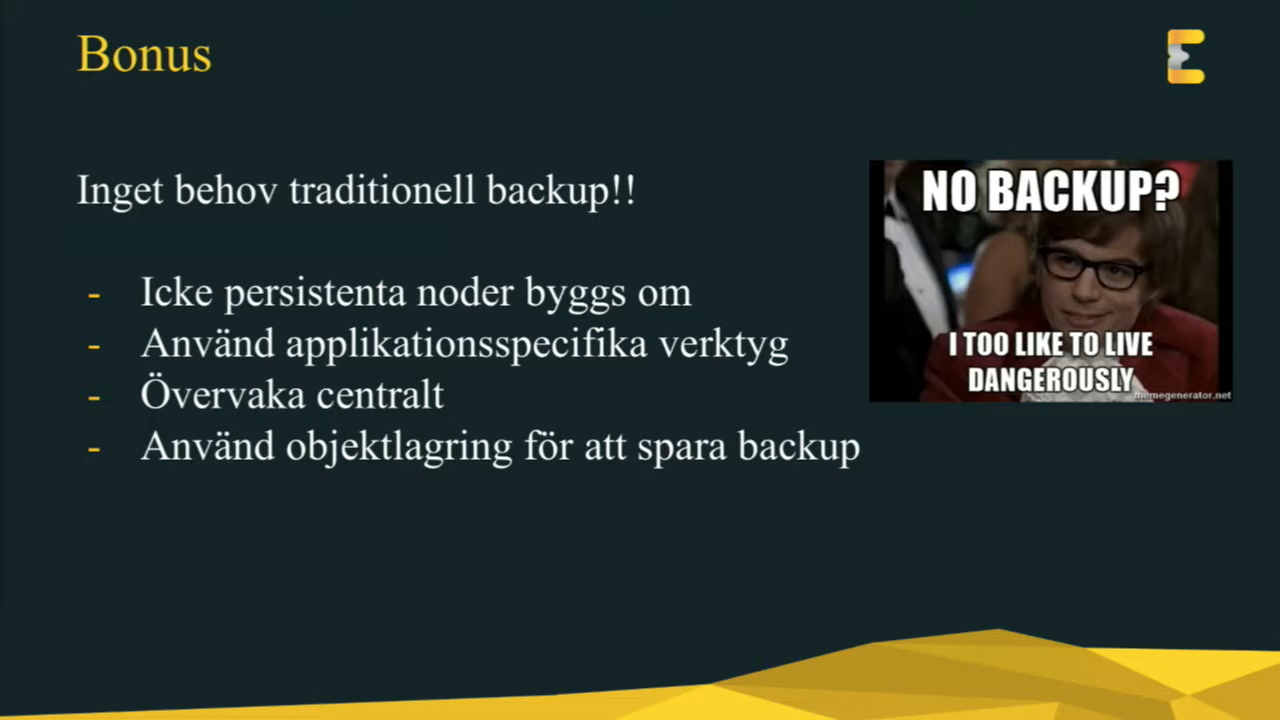 Bonus
Inget behov traditionell backup!!
- Icke persistenta noder byggs om
- Använd applikationsspecifika verktyg
- Övervaka centralt
- Använd objektlagring för att spara backup
NO BACKUP?
I TOO LIKE TO LIVE
DANGEROUSLY
memegenerator.net